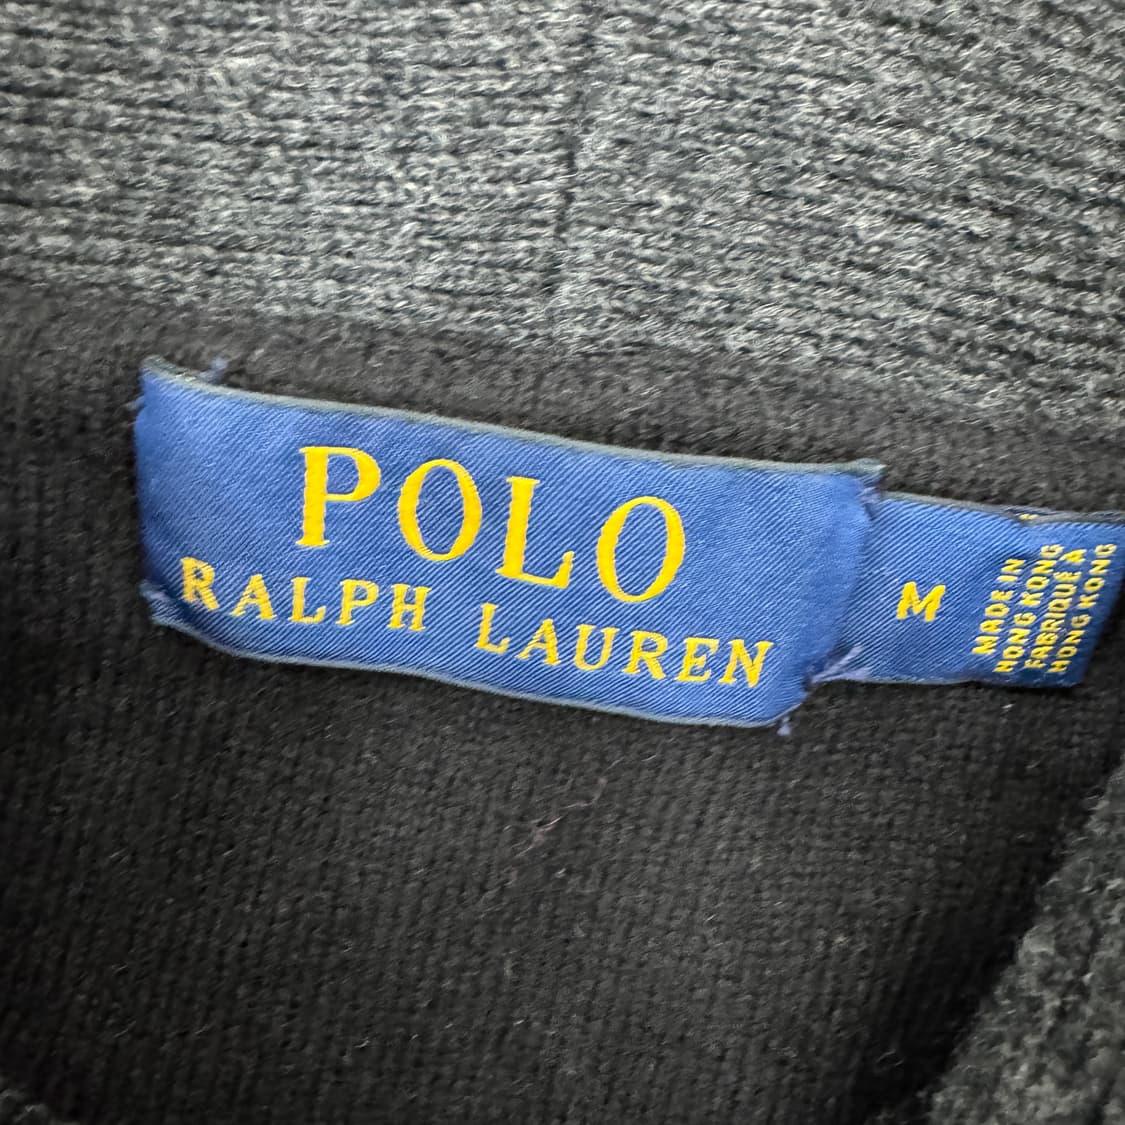 POLO
RALPH LAUREN
M
MADE IN
HONG KONG
FABRIQUÉ À
HONG KONG